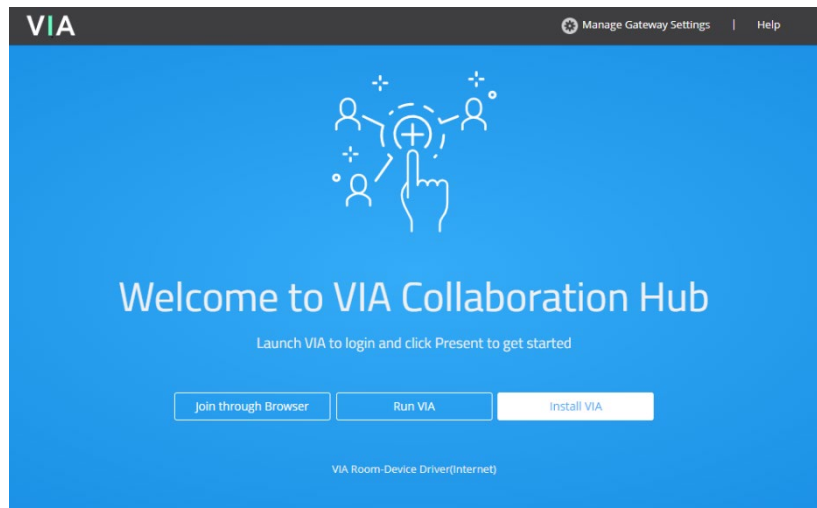 VIA
Manage Gateway Settings | Help
Welcome to VIA Collaboration Hub
Launch VIA to login and click Present to get started
Join through Browser
Run VIA
Install VIA
VIA Room-Device Driver(Internet)